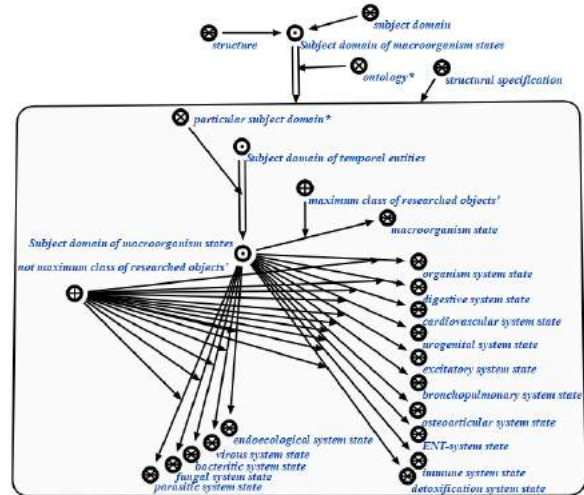 subject domain
structure
Subject domain of macroorganism states
ontology*
structural specification
particular subject domain*
Subject domain of temporal entities
maximum class of researched objects'
macroorganism state
Subject domain of macroorganism states
not maximum class of researched objects'
organism system state
digestive system state
cardiovascular system state
urogenital system state
excitatory system state
bronchopulmonary system state
osteoarticular system state
endoecological system state
ENT-system state
virous system state
bacteritic system state
immune system state
fungal system state
parasitic system state
detoxification system state